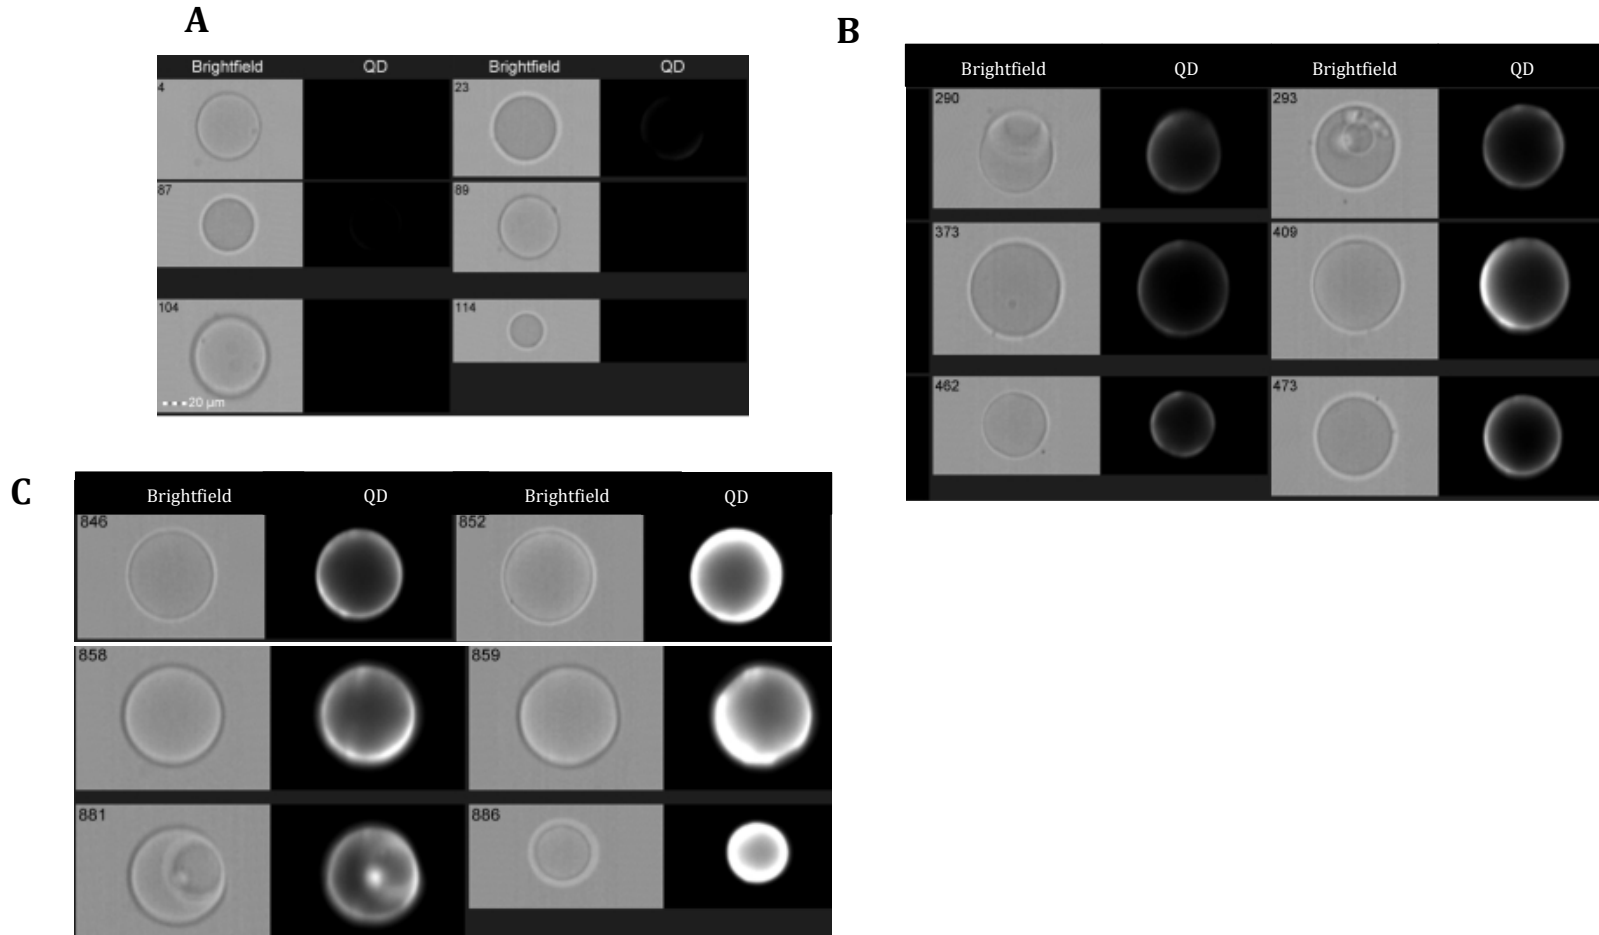 A
Brightfield QD Brightfield QD
4 23
87 89
104 114
20 µm
B
Brightfield QD Brightfield QD
290 293
373 409
462 473
C
Brightfield QD Brightfield QD
846 852
858 859
881 886